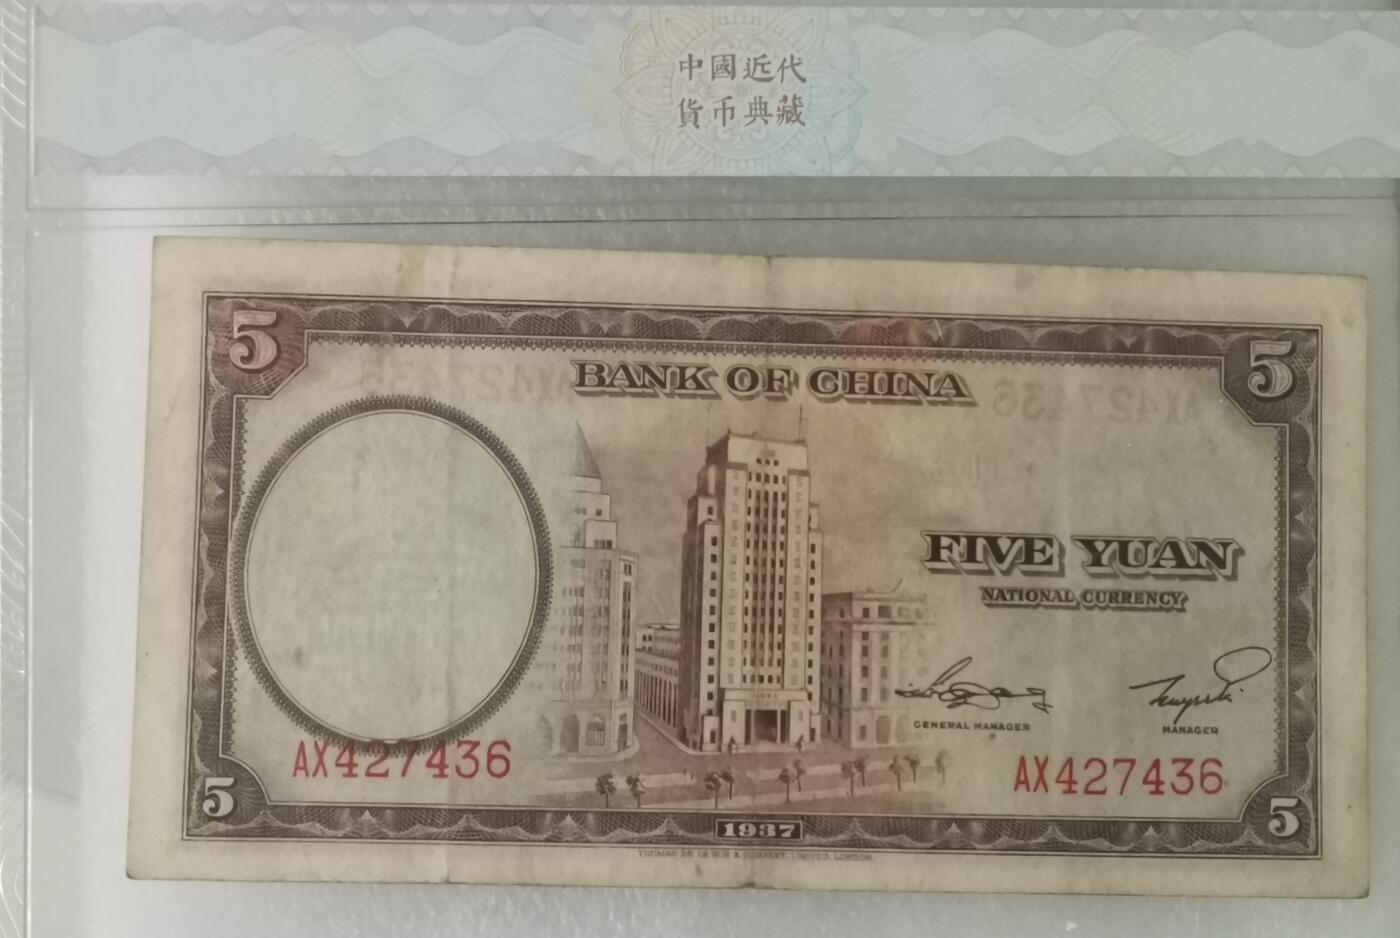 中國近代
貨币典藏
5
5
BANK OF CHINA
FIVE YUAN
NATIONAL CURRENCY
GENERAL MANAGER
MANAGER
AX427436
AX427436
5
1937
5
THOMAS DE LA RUE & COMPANY, LIMITED, LONDON.